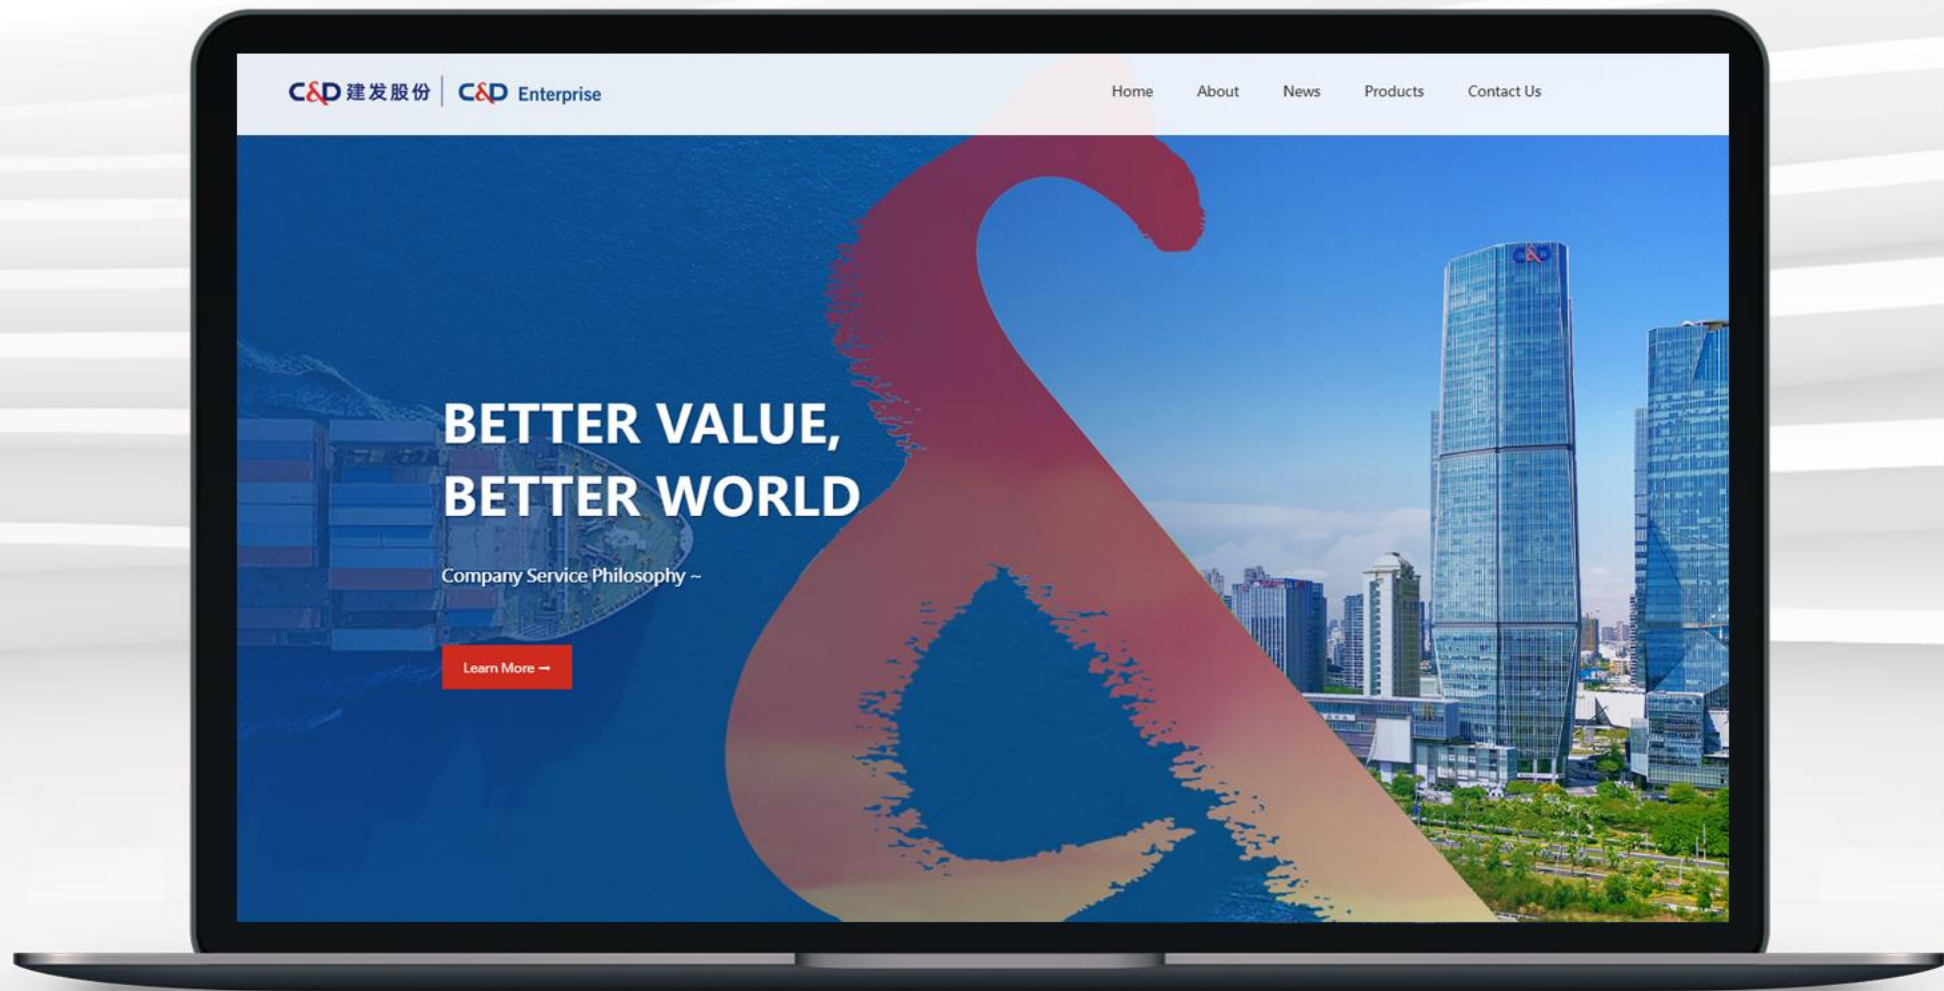 C&D 建发股份 C&D Enterprise
Home About News Products Contact Us
C&D
BETTER VALUE,
BETTER WORLD
Company Service Philosophy ~
Learn More →